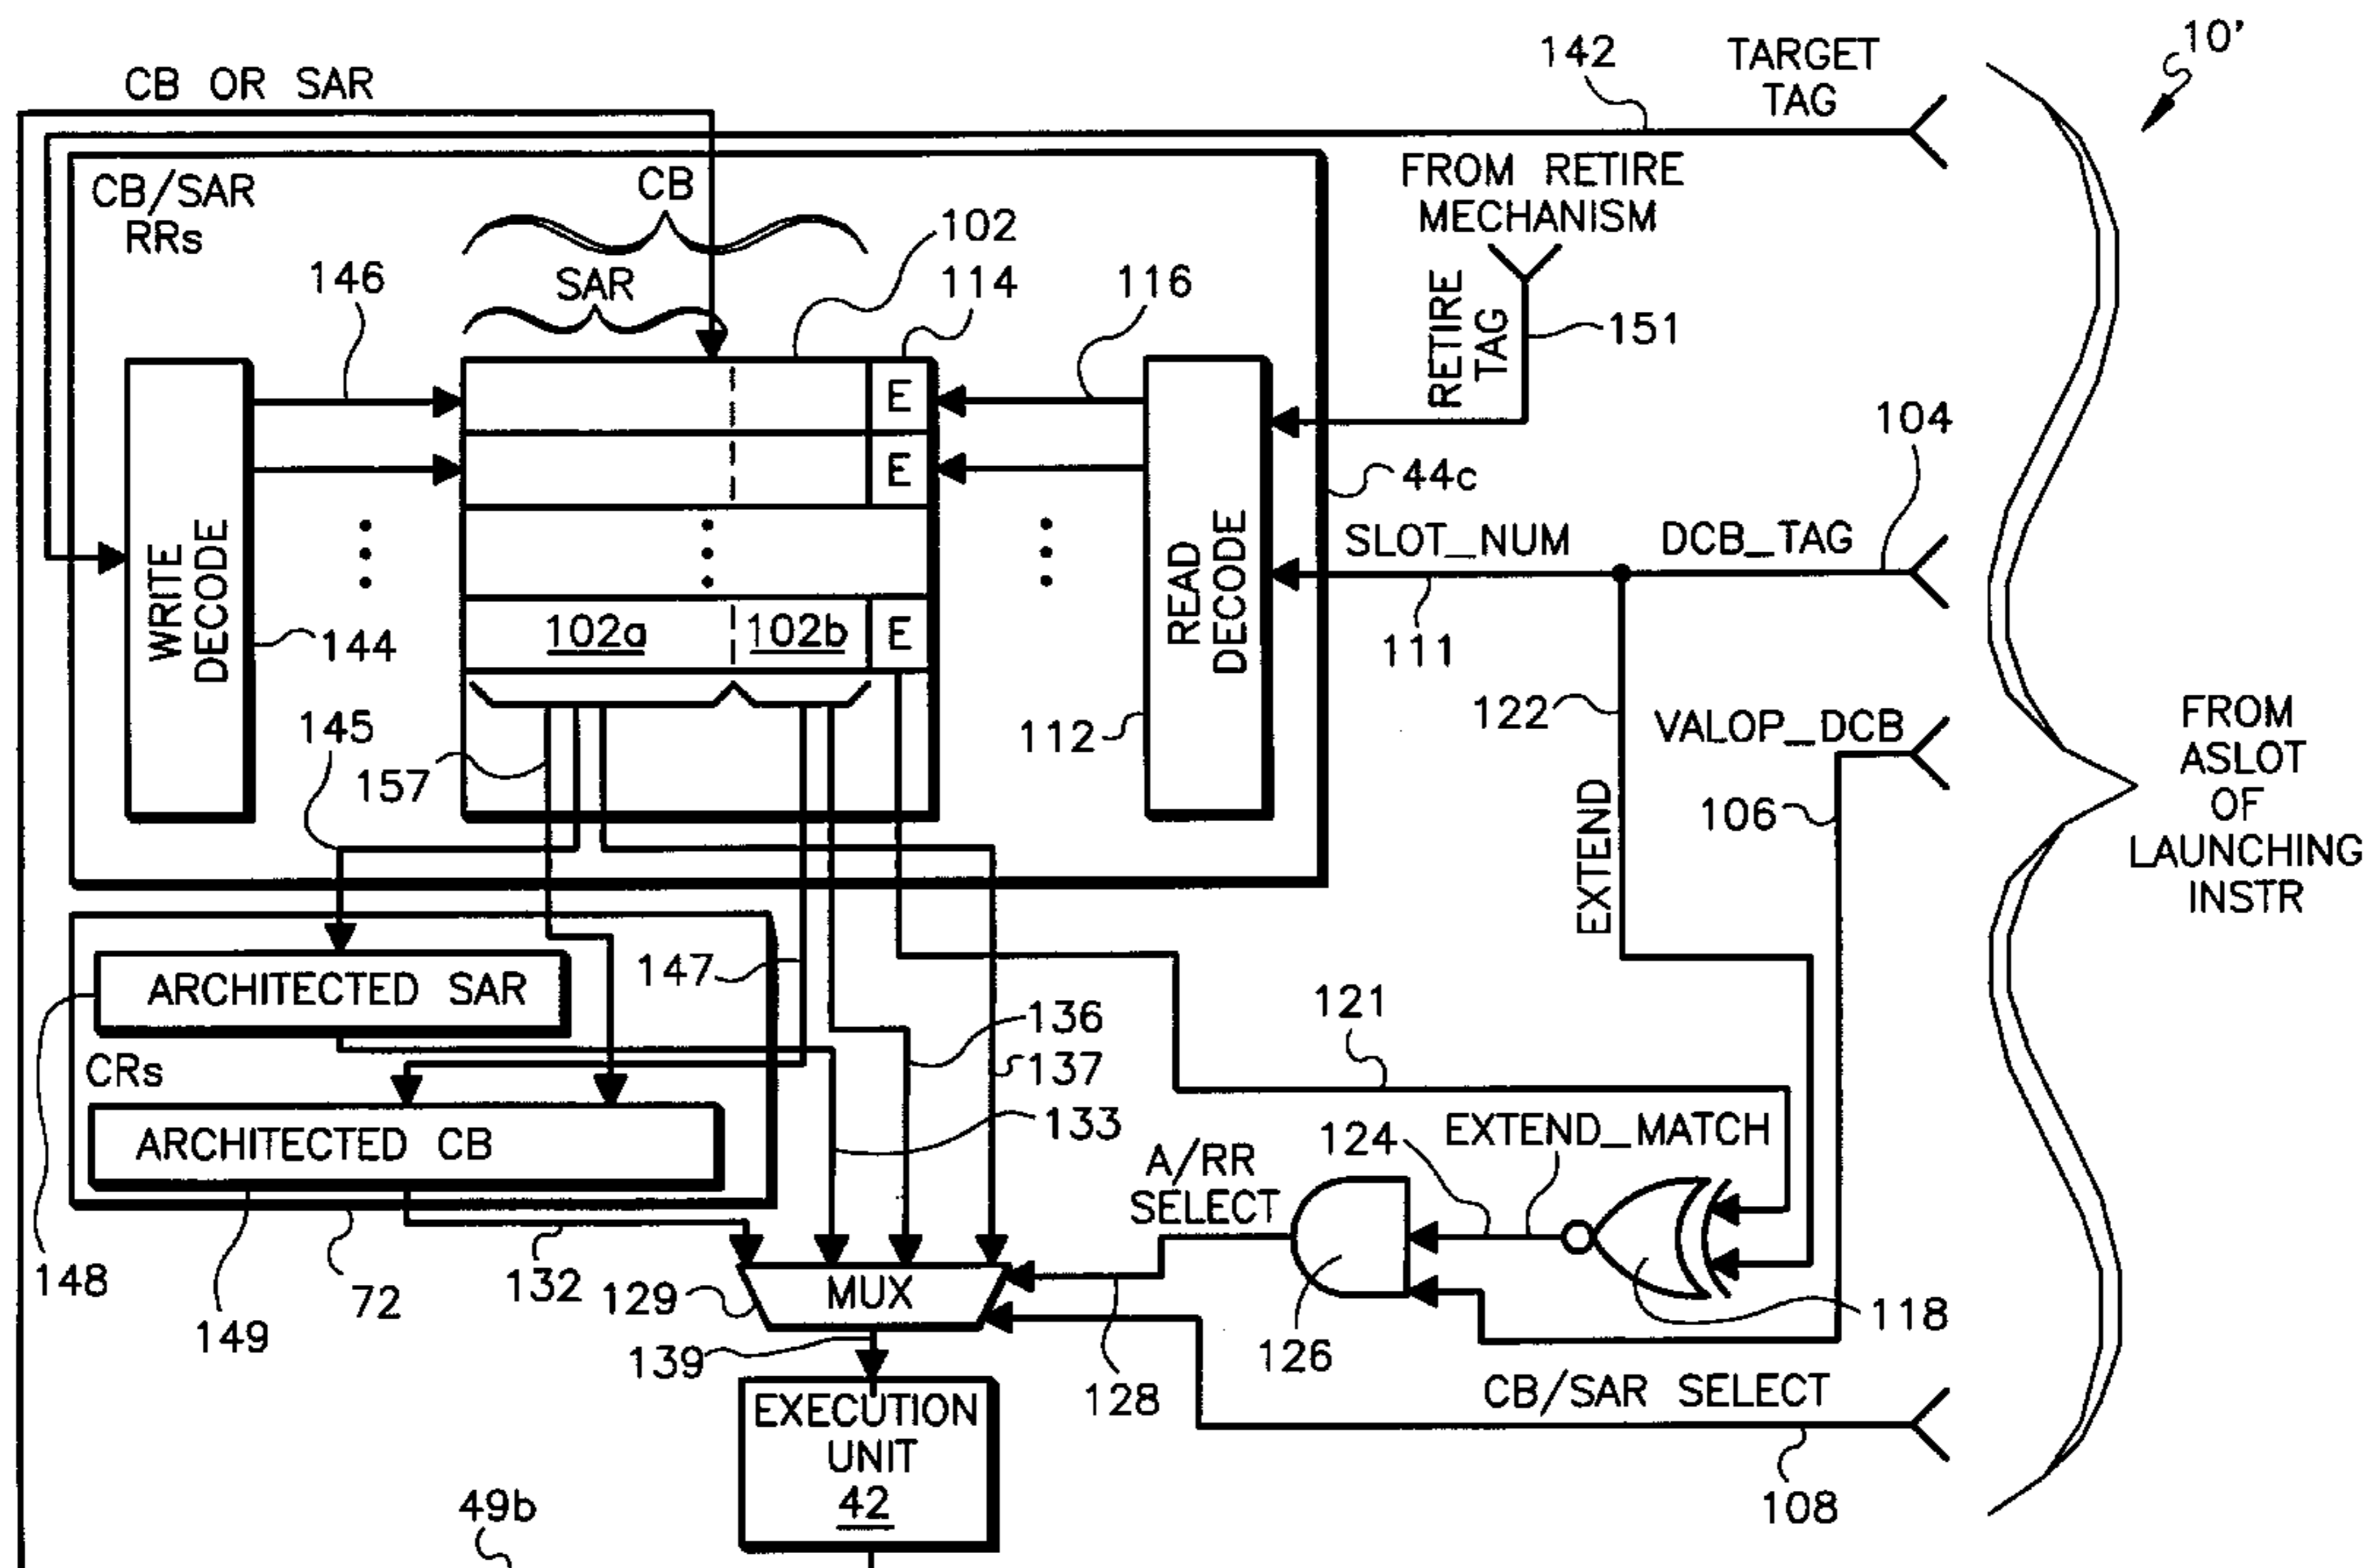 10'
142
TARGET
TAG
CB OR SAR
FROM RETIRE
MECHANISM
CB/SAR
RRs
CB
102
SAR
114
146
116
RETIRE
TAG
151
E
E
104
44c
SLOT_NUM
DCB_TAG
WRITE
DECODE
144
READ
DECODE
102a
102b
E
111
122
VALOP_DCB
FROM
ASLOT
OF
LAUNCHING
INSTR
145
157
112
106
EXTEND
147
ARCHITECTED SAR
136
121
CRs
137
133
ARCHITECTED CB
A/RR
SELECT
124
EXTEND_MATCH
148
132
72
129
MUX
118
149
139
126
128
CB/SAR SELECT
EXECUTION
UNIT
42
49b
108